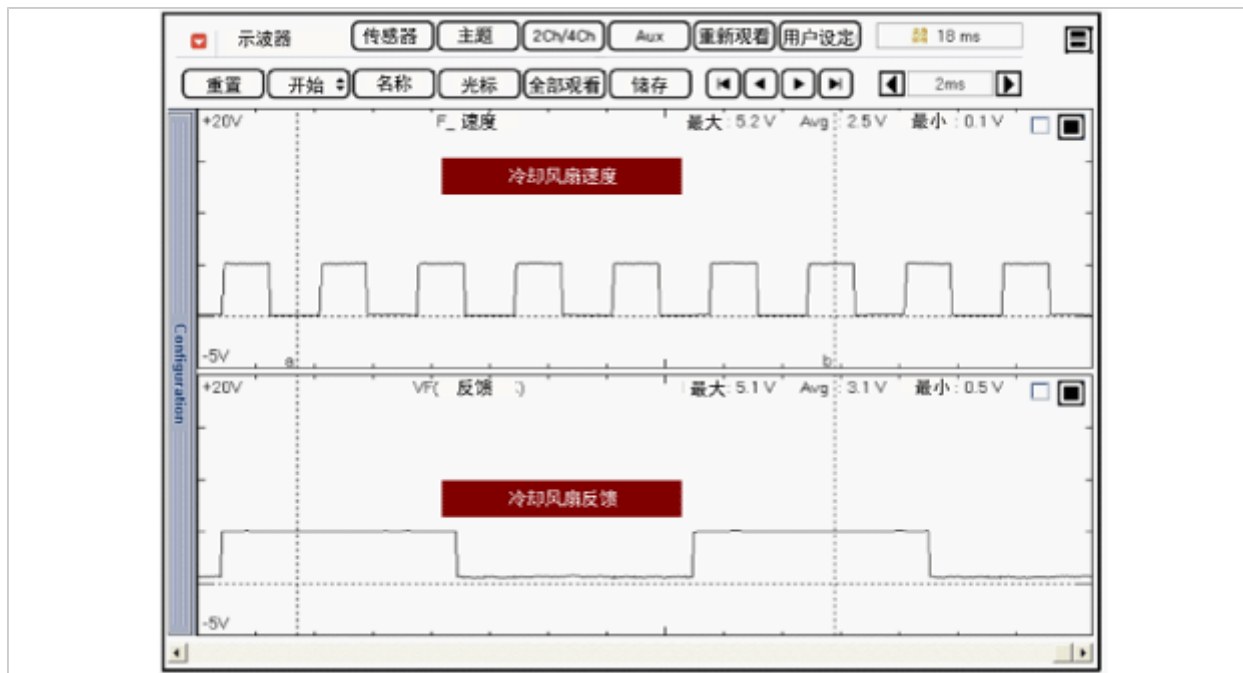 示波器 传感器 主题 2Ch/4Ch Aux 重新观看 用户设定 18 ms
重置 开始 名称 光标 全部观看 储存 2ms
+20V F_ 速度 最大 : 5.2 V Avg : 2.5 V 最小 : 0.1 V
冷却风扇速度
Configuration
-5V a: b:
+20V VF( 反馈 :) 最大 : 5.1 V Avg : 3.1 V 最小 : 0.5 V
冷却风扇反馈
-5V